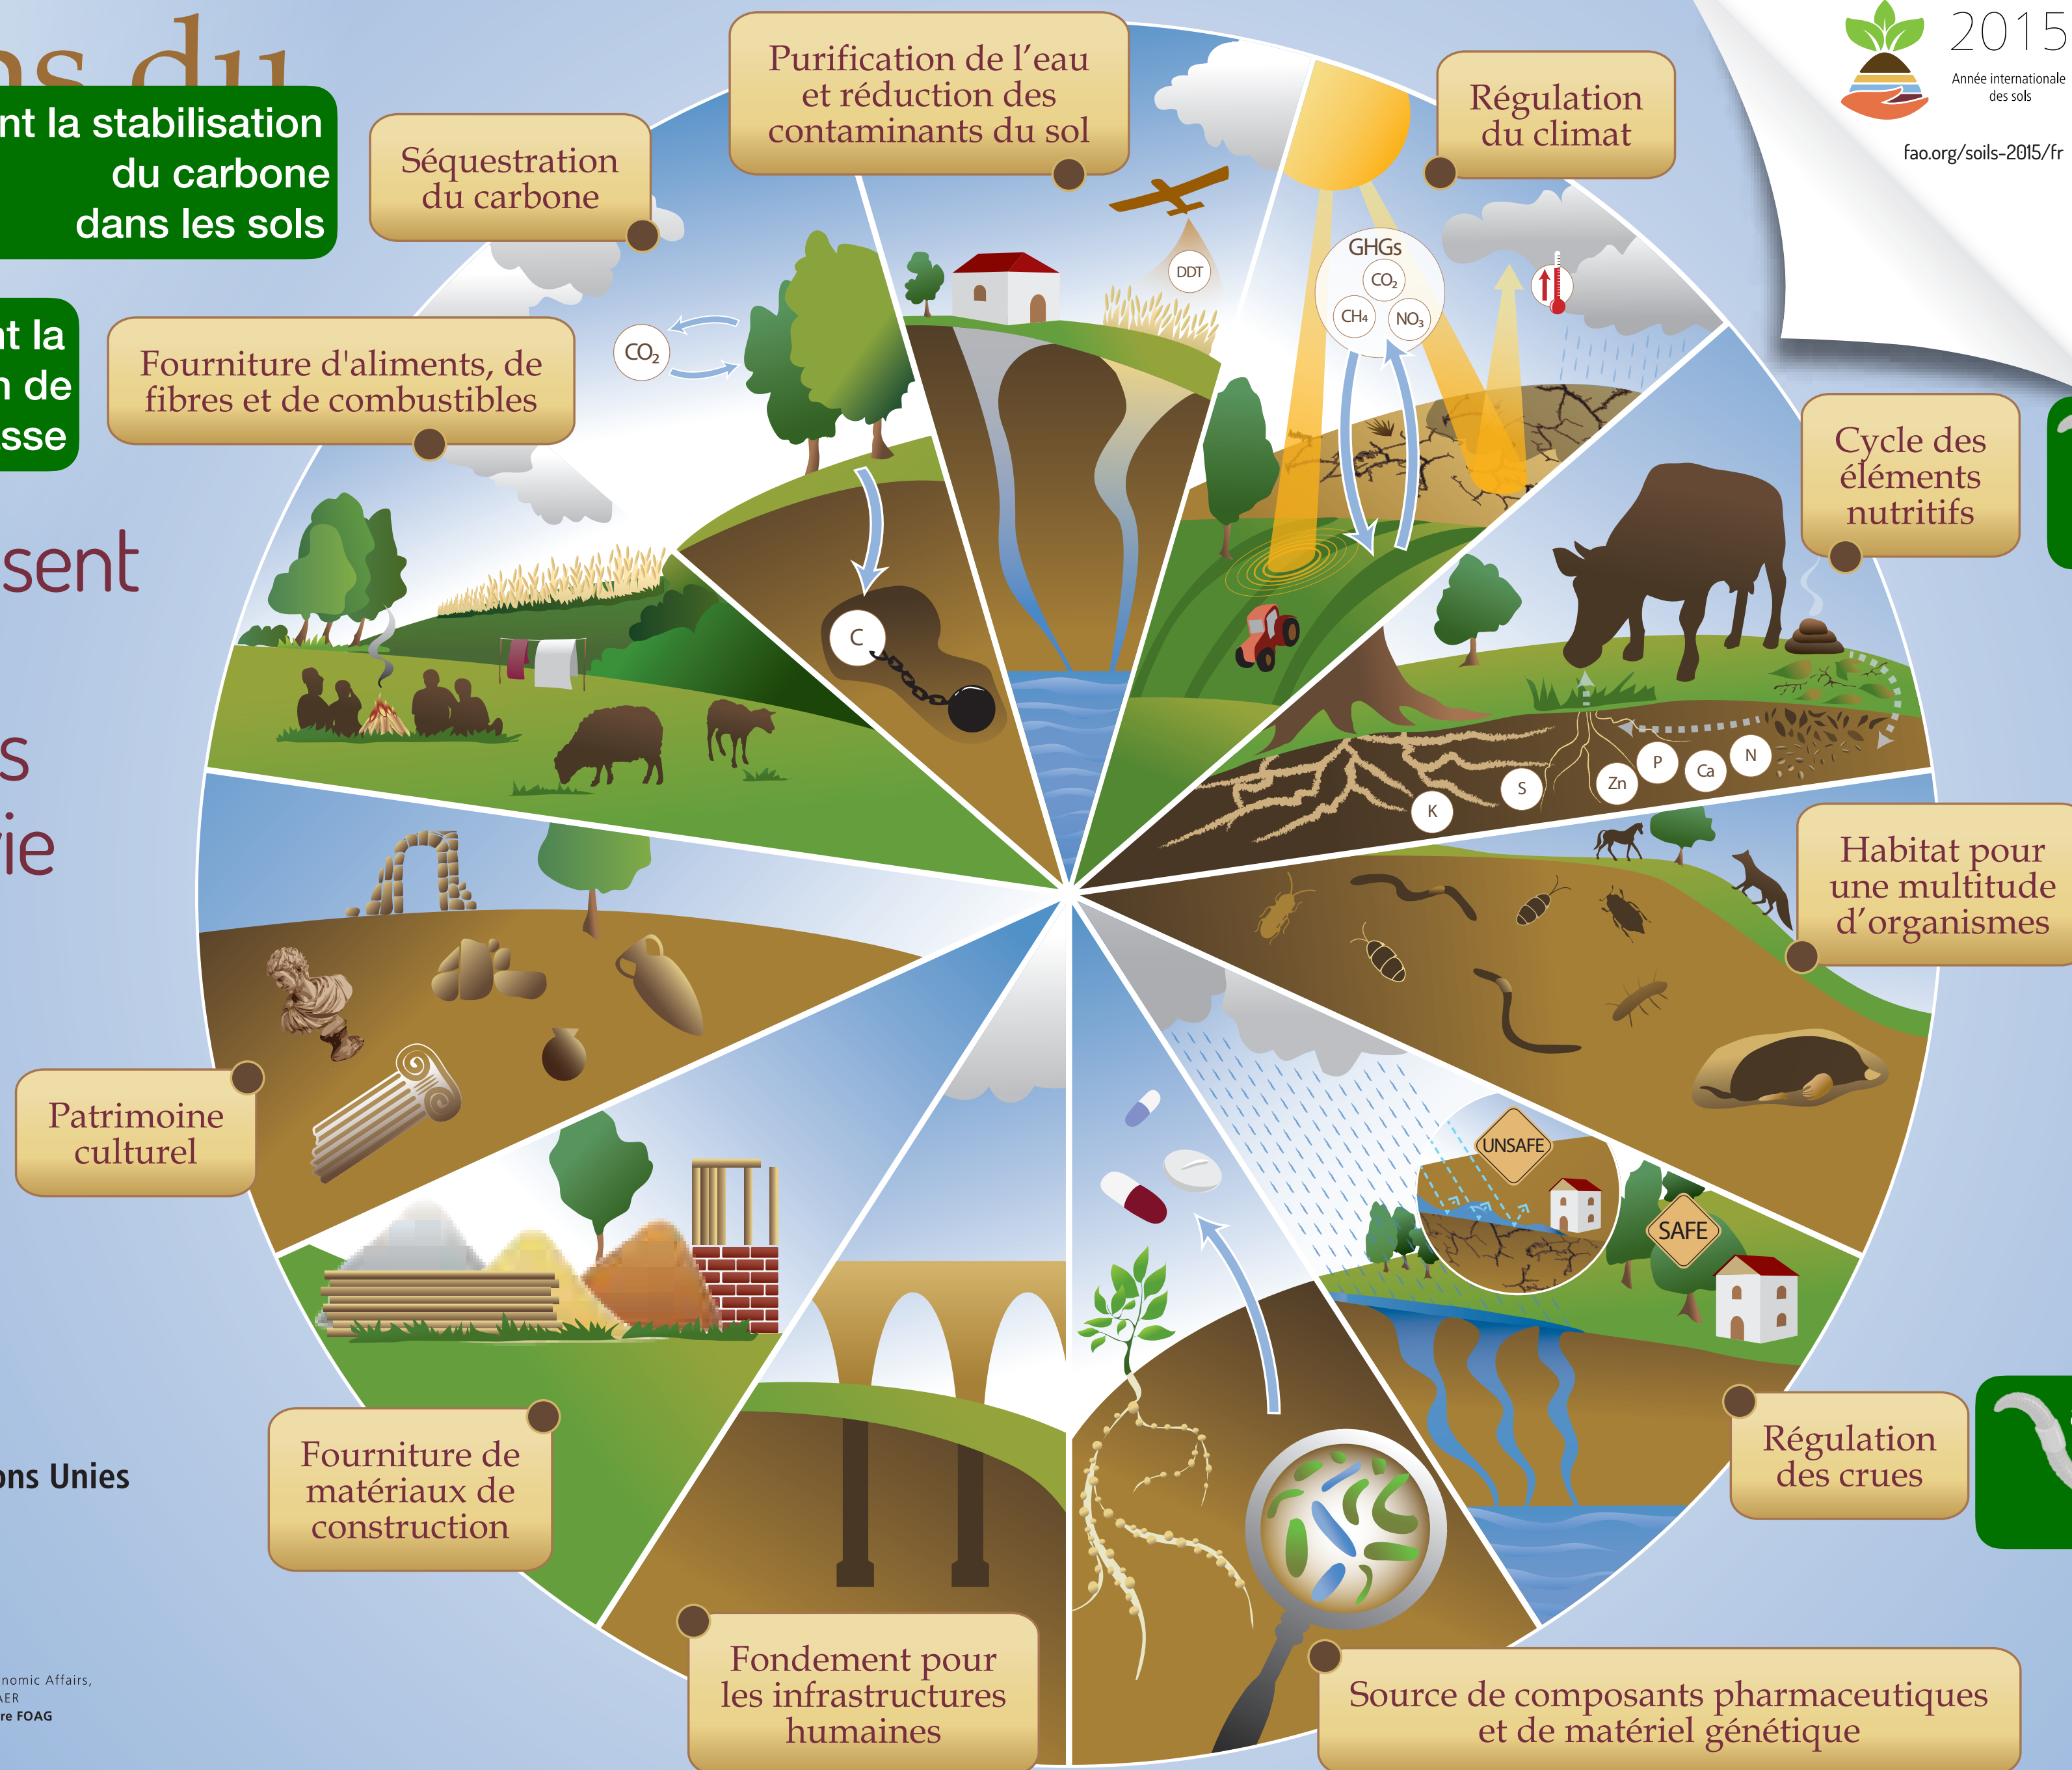 ns du
nt la stabilisation
du carbone
dans les sols
Séquestration
du carbone
Purification de l’eau
et réduction des
contaminants du sol
Régulation
du climat
2015
Année internationale
des sols
fao.org/soils-2015/fr
DDT
GHGs
CO₂
CH₄
NO₃
nt la
n de
sse
Fourniture d'aliments, de
fibres et de combustibles
CO₂
Cycle des
éléments
nutritifs
sent
C
s
vie
K
S
Zn
P
Ca
N
Habitat pour
une multitude
d’organismes
Patrimoine
culturel
UNSAFE
SAFE
Fourniture de
matériaux de
construction
Régulation
des crues
ons Unies
Fondement pour
les infrastructures
humaines
Source de composants pharmaceutiques
et de matériel génétique
nomic Affairs,
AER
re FOAG